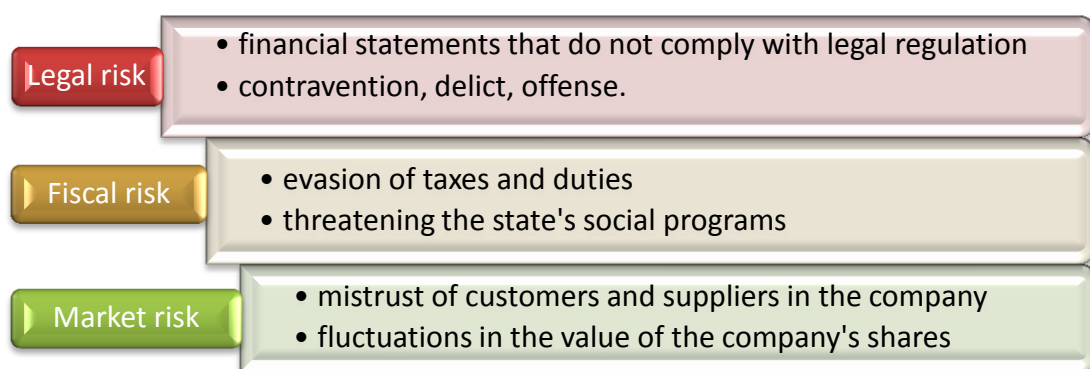 Legal risk
• financial statements that do not comply with legal regulation
• contravention, delict, offense.
Fiscal risk
• evasion of taxes and duties
• threatening the state's social programs
Market risk
• mistrust of customers and suppliers in the company
• fluctuations in the value of the company's shares